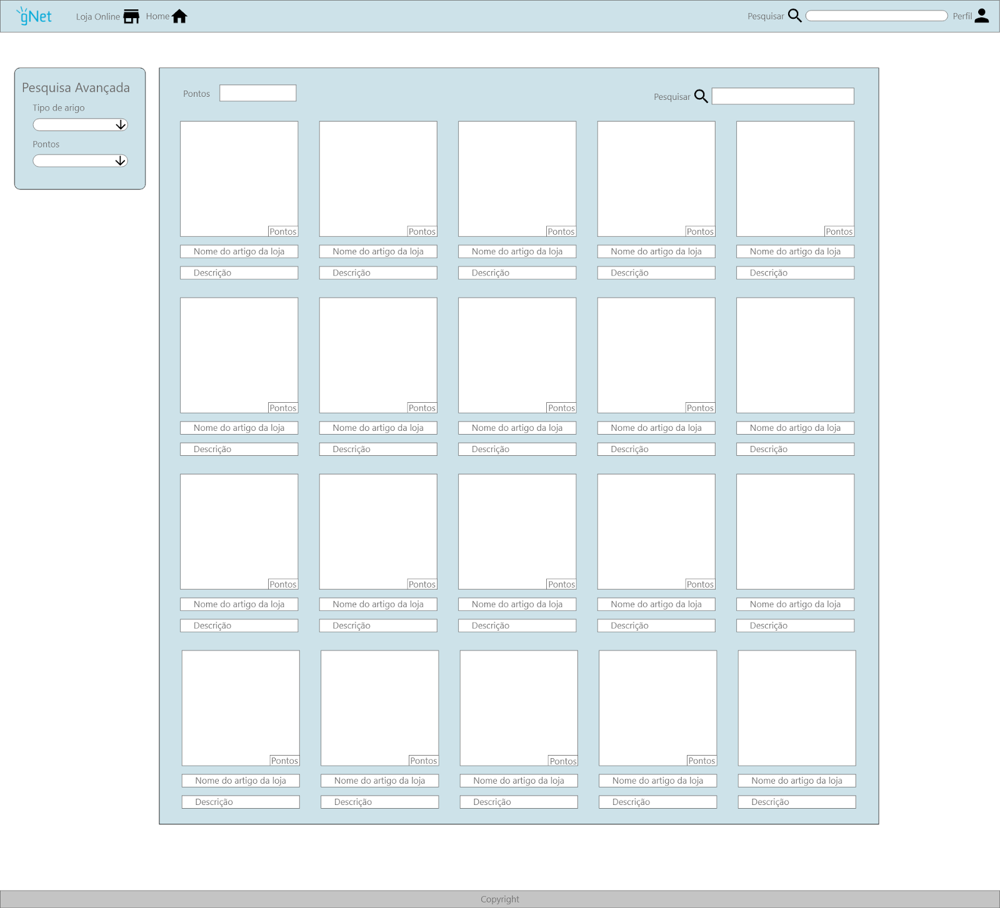 gNet Loja Online Home Pesquisar Perfil
Pesquisa Avançada
Tipo de arigo
Pontos
Pontos Pesquisar
Pontos Pontos Pontos Pontos Pontos
Nome do artigo da loja Nome do artigo da loja Nome do artigo da loja Nome do artigo da loja Nome do artigo da loja
Descrição Descrição Descrição Descrição Descrição
Pontos Pontos Pontos Pontos
Nome do artigo da loja Nome do artigo da loja Nome do artigo da loja Nome do artigo da loja Nome do artigo da loja
Descrição Descrição Descrição Descrição Descrição
Pontos Pontos Pontos Pontos
Nome do artigo da loja Nome do artigo da loja Nome do artigo da loja Nome do artigo da loja Nome do artigo da loja
Descrição Descrição Descrição Descrição Descrição
Pontos Pontos Pontos Pontos
Nome do artigo da loja Nome do artigo da loja Nome do artigo da loja Nome do artigo da loja Nome do artigo da loja
Descrição Descrição Descrição Descrição Descrição
Copyright